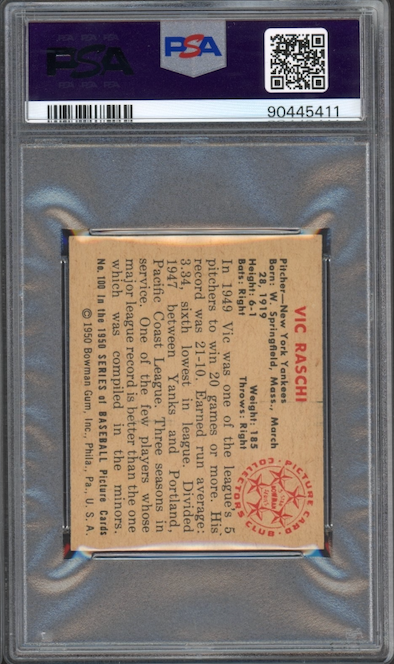 PSA
PSA
90445411
VIC RASCHI
Pitcher—New York Yankees
Born: W. Springfield, Mass., March
28, 1919
Height: 6-1 Weight: 185
Bats: Right Throws: Right
PICTURE CARD
COLLECTORS CLUB
In 1949 Vic was one of the league's 5
pitchers to win 20 games or more. His
record was 21-10. Earned run average:
3.34, sixth lowest in league. Divided
1947 between Yanks and Portland,
Pacific Coast League. Three seasons in
service. One of the few players whose
major league record is better than the one
which was compiled in the minors.
No. 100 in the 1950 SERIES of BASEBALL Picture Cards
© 1950 Bowman Gum, Inc., Phila., Pa., U. S. A.